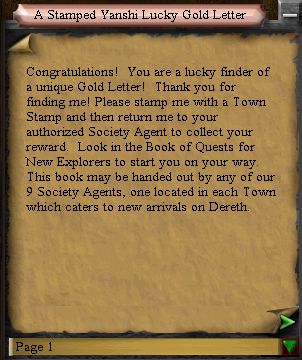 A Stamped Yanshi Lucky Gold Letter
Congratulations!  You are a lucky finder of
a unique Gold Letter!  Thank you for
finding me! Please stamp me with a Town
Stamp and then return me to your
authorized Society Agent to collect your
reward.  Look in the Book of Quests for
New Explorers to start you on your way.
This book may be handed out by any of our
9 Society Agents, one located in each Town
which caters to new arrivals on Dereth.
Page 1